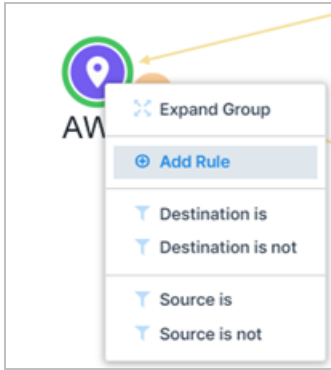 AW
Expand Group
Add Rule
Destination is
Destination is not
Source is
Source is not